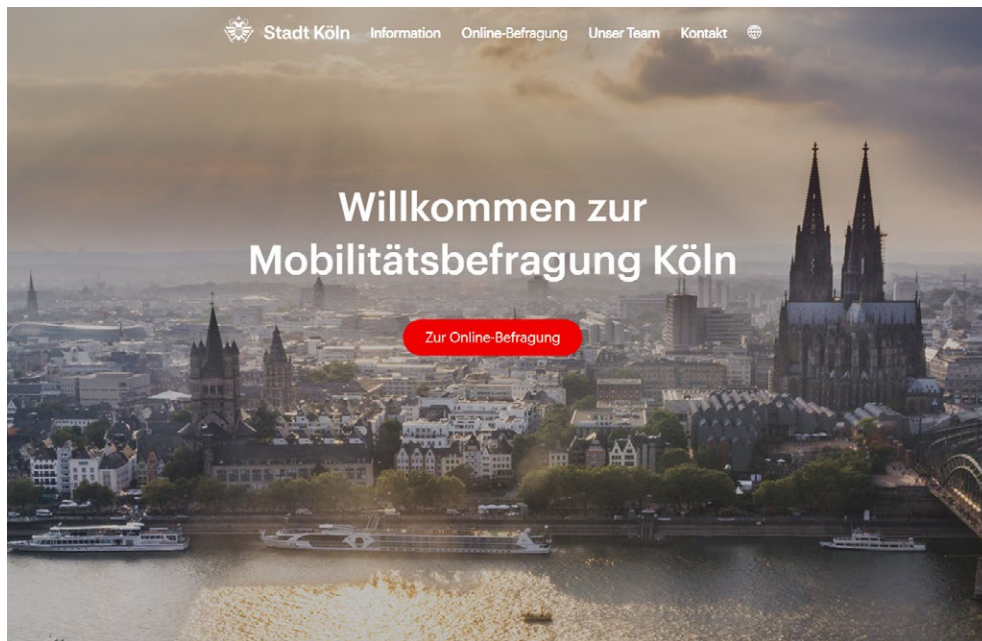 Stadt Köln Information Online-Befragung Unser Team Kontakt
Willkommen zur
Mobilitätsbefragung Köln
Zur Online-Befragung